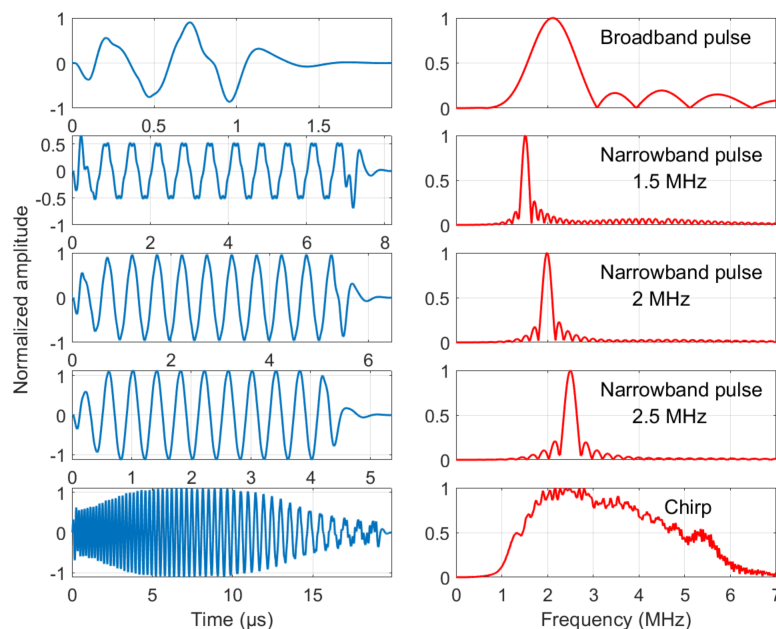 1
0
-1
0 0.5 1 1.5
1
0.5
0
Broadband pulse
0.5
0
-0.5
-1
0 2 4 6 8
1
0.5
0
Narrowband pulse
1.5 MHz
1
0
-1
0 2 4 6
1
0.5
0
Narrowband pulse
2 MHz
1
0
-1
0 1 2 3 4 5
1
0.5
0
Narrowband pulse
2.5 MHz
1
0
-1
0 5 10 15
1
0.5
0
Chirp
0 1 2 3 4 5 6 7
Normalized amplitude
Time (µs)
Frequency (MHz)